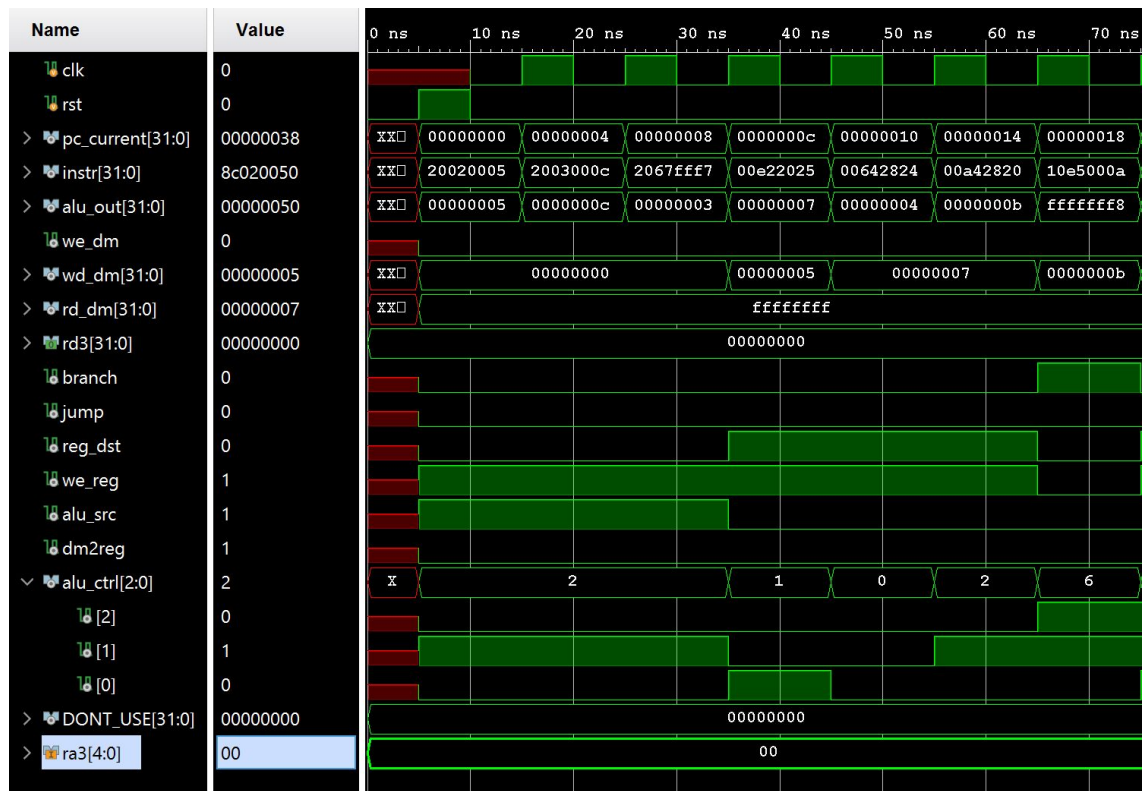 Name Value
0 ns 10 ns 20 ns 30 ns 40 ns 50 ns 60 ns 70 ns
clk 0
rst 0
pc_current[31:0] 00000038 XX 00000000 00000004 00000008 0000000c 00000010 00000014 00000018
instr[31:0] 8c020050 XX 20020005 2003000c 2067fff7 00e22025 00642824 00a42820 10e5000a
alu_out[31:0] 00000050 XX 00000005 0000000c 00000003 00000007 00000004 0000000b fffffff8
we_dm 0
wd_dm[31:0] 00000005 XX 00000000 00000005 00000007 0000000b
rd_dm[31:0] 00000007 XX ffffffff
rd3[31:0] 00000000 00000000
branch 0
jump 0
reg_dst 0
we_reg 1
alu_src 1
dm2reg 1
alu_ctrl[2:0] 2 X 2 1 0 2 6
[2] 0
[1] 1
[0] 0
DONT_USE[31:0] 00000000 00000000
ra3[4:0] 00 00